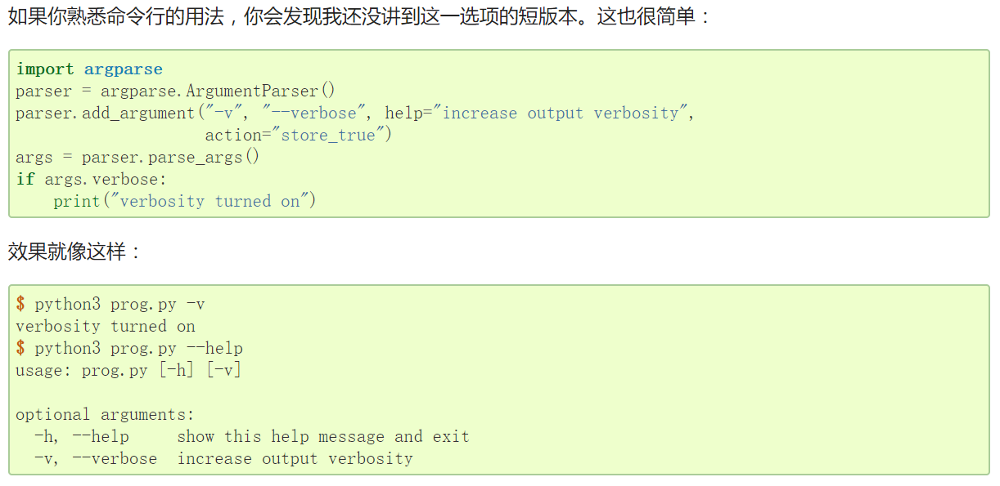 如果你熟悉命令行的用法，你会发现我还没讲到这一选项的短版本。这也很简单：
import argparse
parser = argparse.ArgumentParser()
parser.add_argument("-v", "--verbose", help="increase output verbosity",
                    action="store_true")
args = parser.parse_args()
if args.verbose:
    print("verbosity turned on")
效果就像这样：
$ python3 prog.py -v
verbosity turned on
$ python3 prog.py --help
usage: prog.py [-h] [-v]
optional arguments:
  -h, --help     show this help message and exit
  -v, --verbose  increase output verbosity